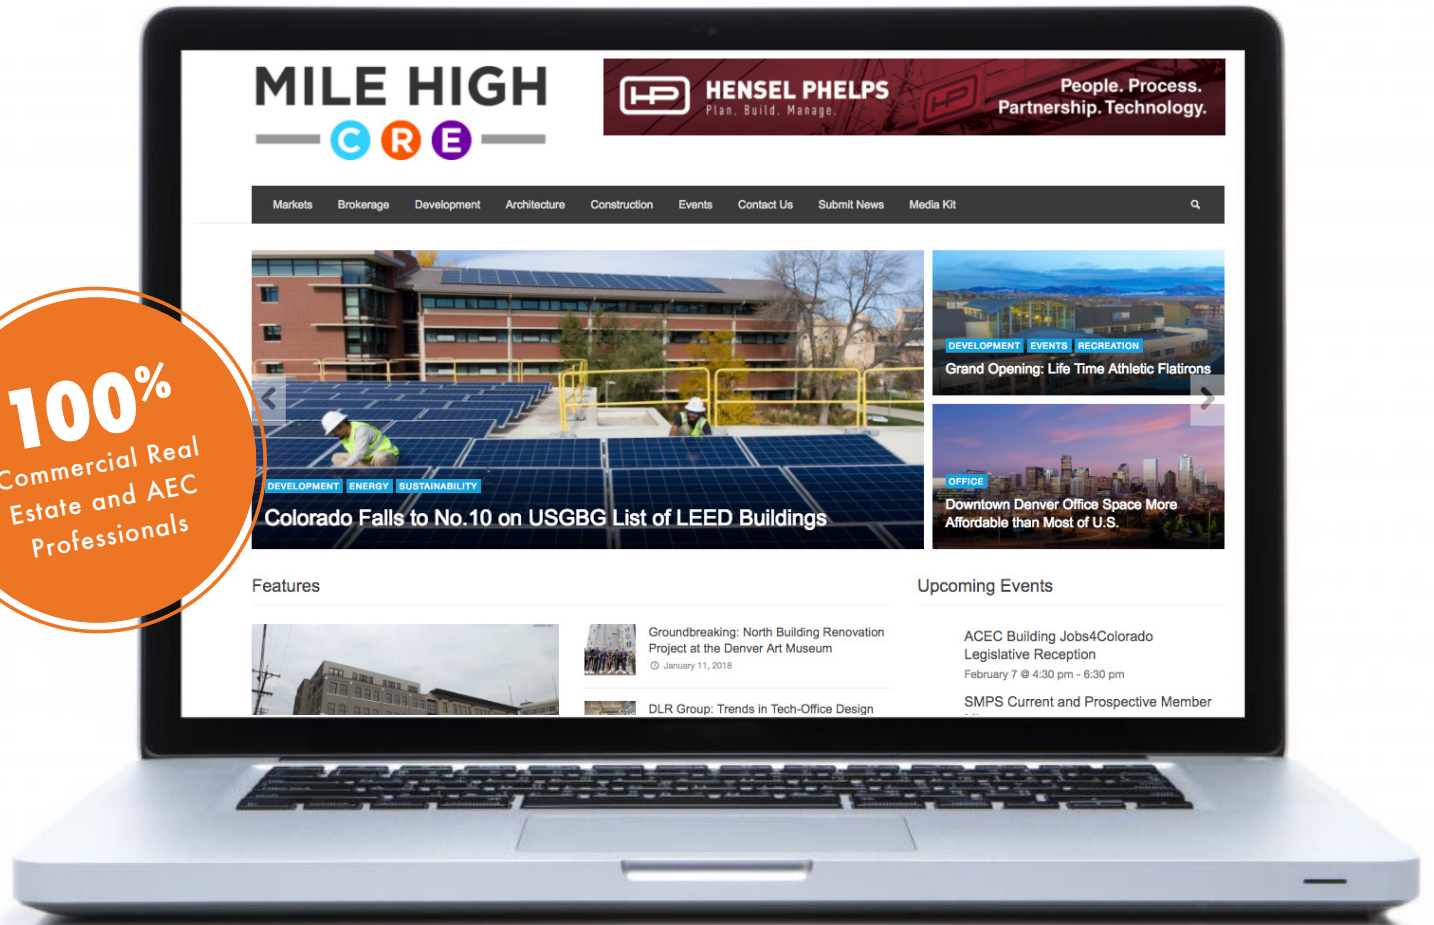 MILE HIGH
C R E
HP HENSEL PHELPS
Plan. Build. Manage.
People. Process.
Partnership. Technology.
Markets Brokerage Development Architecture Construction Events Contact Us Submit News Media Kit
DEVELOPMENT ENERGY SUSTAINABILITY
Colorado Falls to No.10 on USGBG List of LEED Buildings
DEVELOPMENT EVENTS RECREATION
Grand Opening: Life Time Athletic Flatirons
OFFICE
Downtown Denver Office Space More
Affordable than Most of U.S.
100%
Commercial Real
Estate and AEC
Professionals
Features
Groundbreaking: North Building Renovation
Project at the Denver Art Museum
January 11, 2018
DLR Group: Trends in Tech-Office Design
Upcoming Events
ACEC Building Jobs4Colorado
Legislative Reception
February 7 @ 4:30 pm - 6:30 pm
SMPS Current and Prospective Member